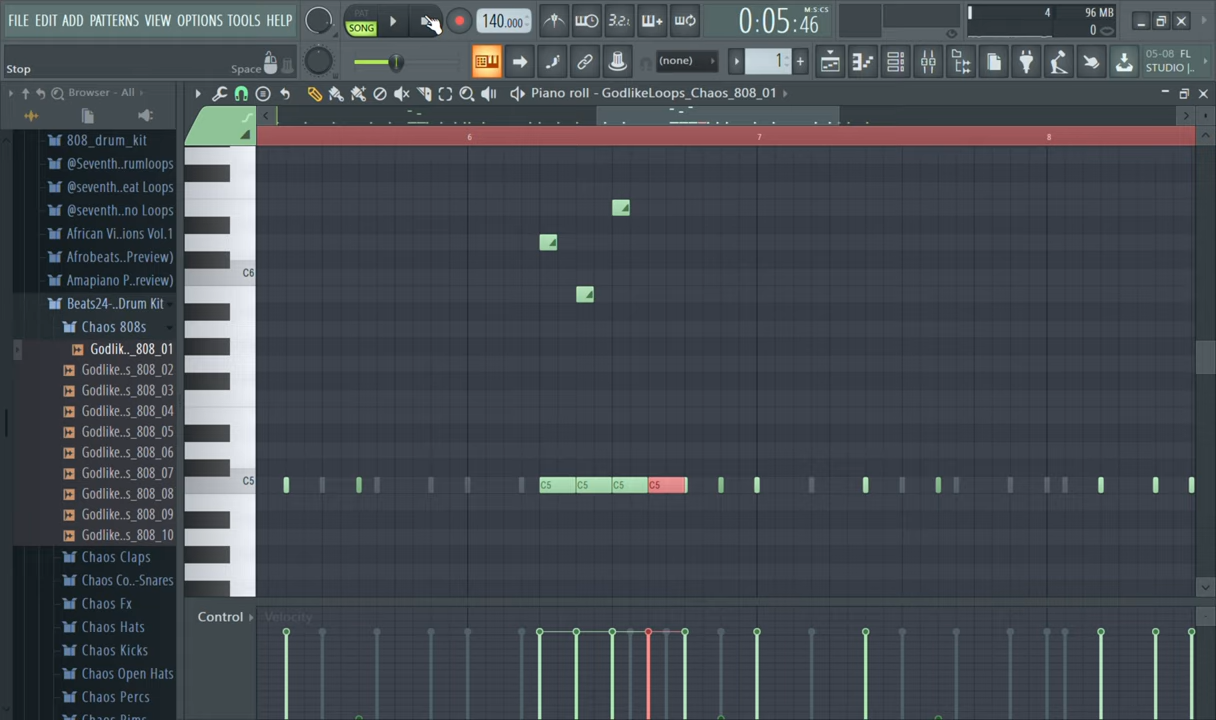 FILE EDIT ADD PATTERNS VIEW OPTIONS TOOLS HELP
PAT
SONG
140.000
3.2.
0:05:46
M:S:CS
4
96 MB
0
Stop
Space
(none)
1
05-08 FL
STUDIO |..
Browser - All
Piano roll - GodlikeLoops_Chaos_808_01
808_drum_kit
@Seventh..rumloops
@seventh..eat Loops
@seventh..no Loops
African Vi..ions Vol.1
Afrobeats..Preview)
Amapiano P..review)
Beats24-..Drum Kit
Chaos 808s
Godlik.._808_01
Godlike..s_808_02
Godlike..s_808_03
Godlike..s_808_04
Godlike..s_808_05
Godlike..s_808_06
Godlike..s_808_07
Godlike..s_808_08
Godlike..s_808_09
Godlike..s_808_10
Chaos Claps
Chaos Co..-Snares
Chaos Fx
Chaos Hats
Chaos Kicks
Chaos Open Hats
Chaos Percs
6
7
8
C6
C5
C5
C5
C5
C5
Control
Velocity